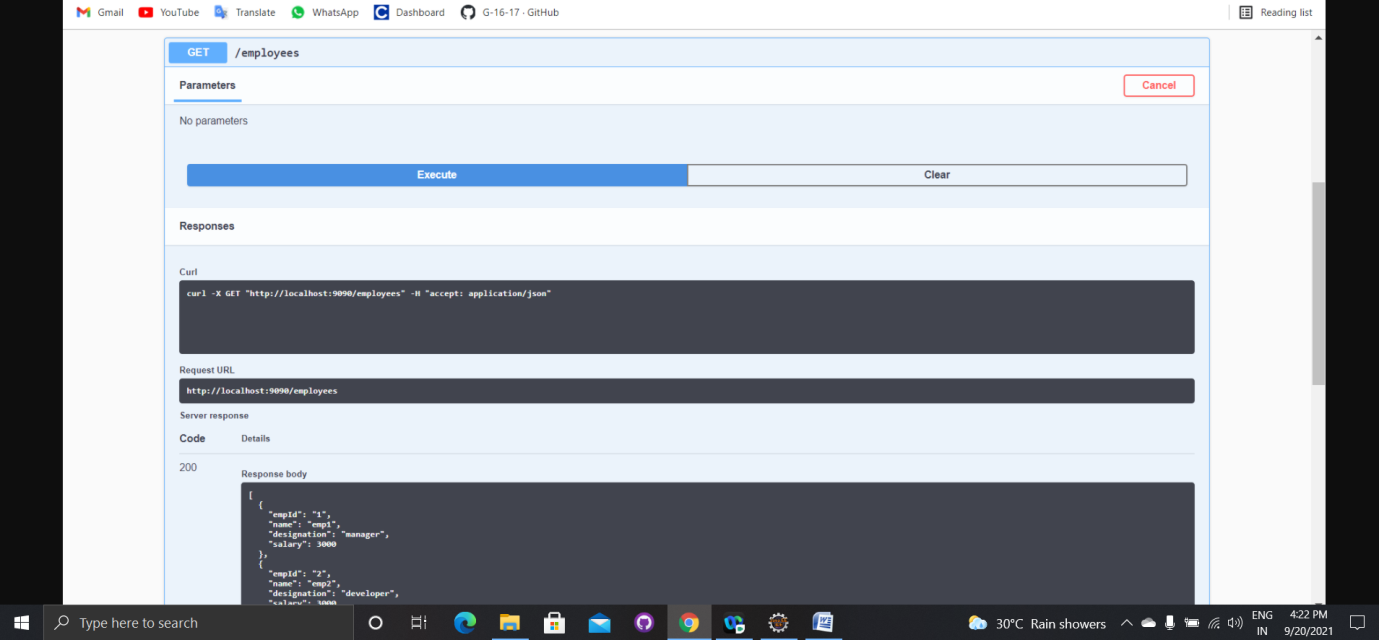 Gmail YouTube Translate WhatsApp Dashboard G-16-17 · GitHub Reading list
GET /employees
Parameters Cancel
No parameters
Execute Clear
Responses
Curl
curl -X GET "http://localhost:9090/employees" -H "accept: application/json"
Request URL
http://localhost:9090/employees
Server response
Code Details
200
Response body
[
{
"empId": "1",
"name": "emp1",
"designation": "manager",
"salary": 3000
},
{
"empId": "2",
"name": "emp2",
"designation": "developer",
"salary": 3000
Type here to search 30°C Rain showers ENG IN 4:22 PM 9/20/2021